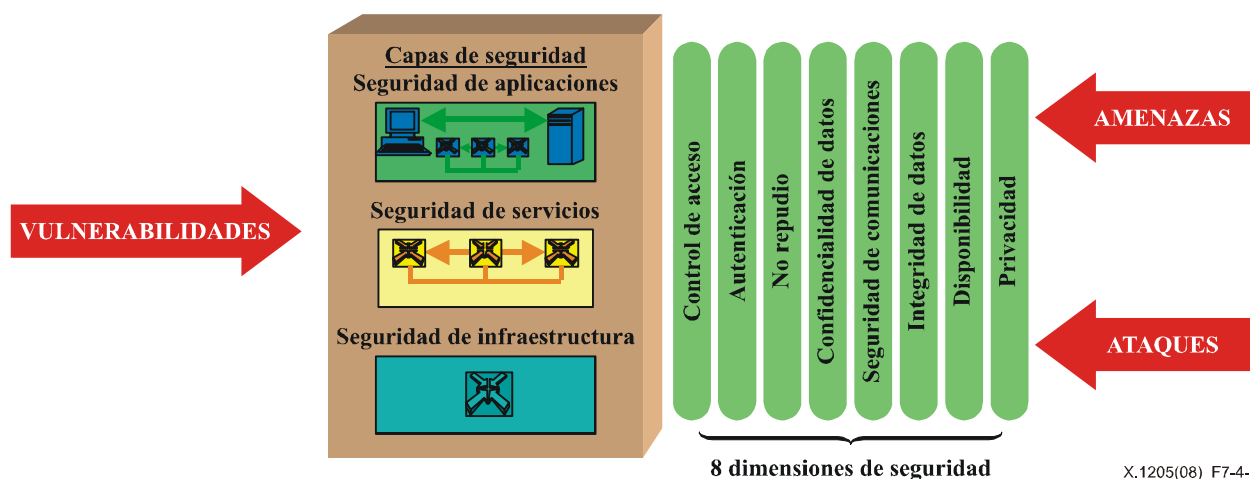 VULNERABILIDADES
Capas de seguridad
Seguridad de aplicaciones
Seguridad de servicios
Seguridad de infraestructura
Control de acceso
Autenticación
No repudio
Confidencialidad de datos
Seguridad de comunicaciones
Integridad de datos
Disponibilidad
Privacidad
8 dimensiones de seguridad
AMENAZAS
ATAQUES
X.1205(08)_F7-4-